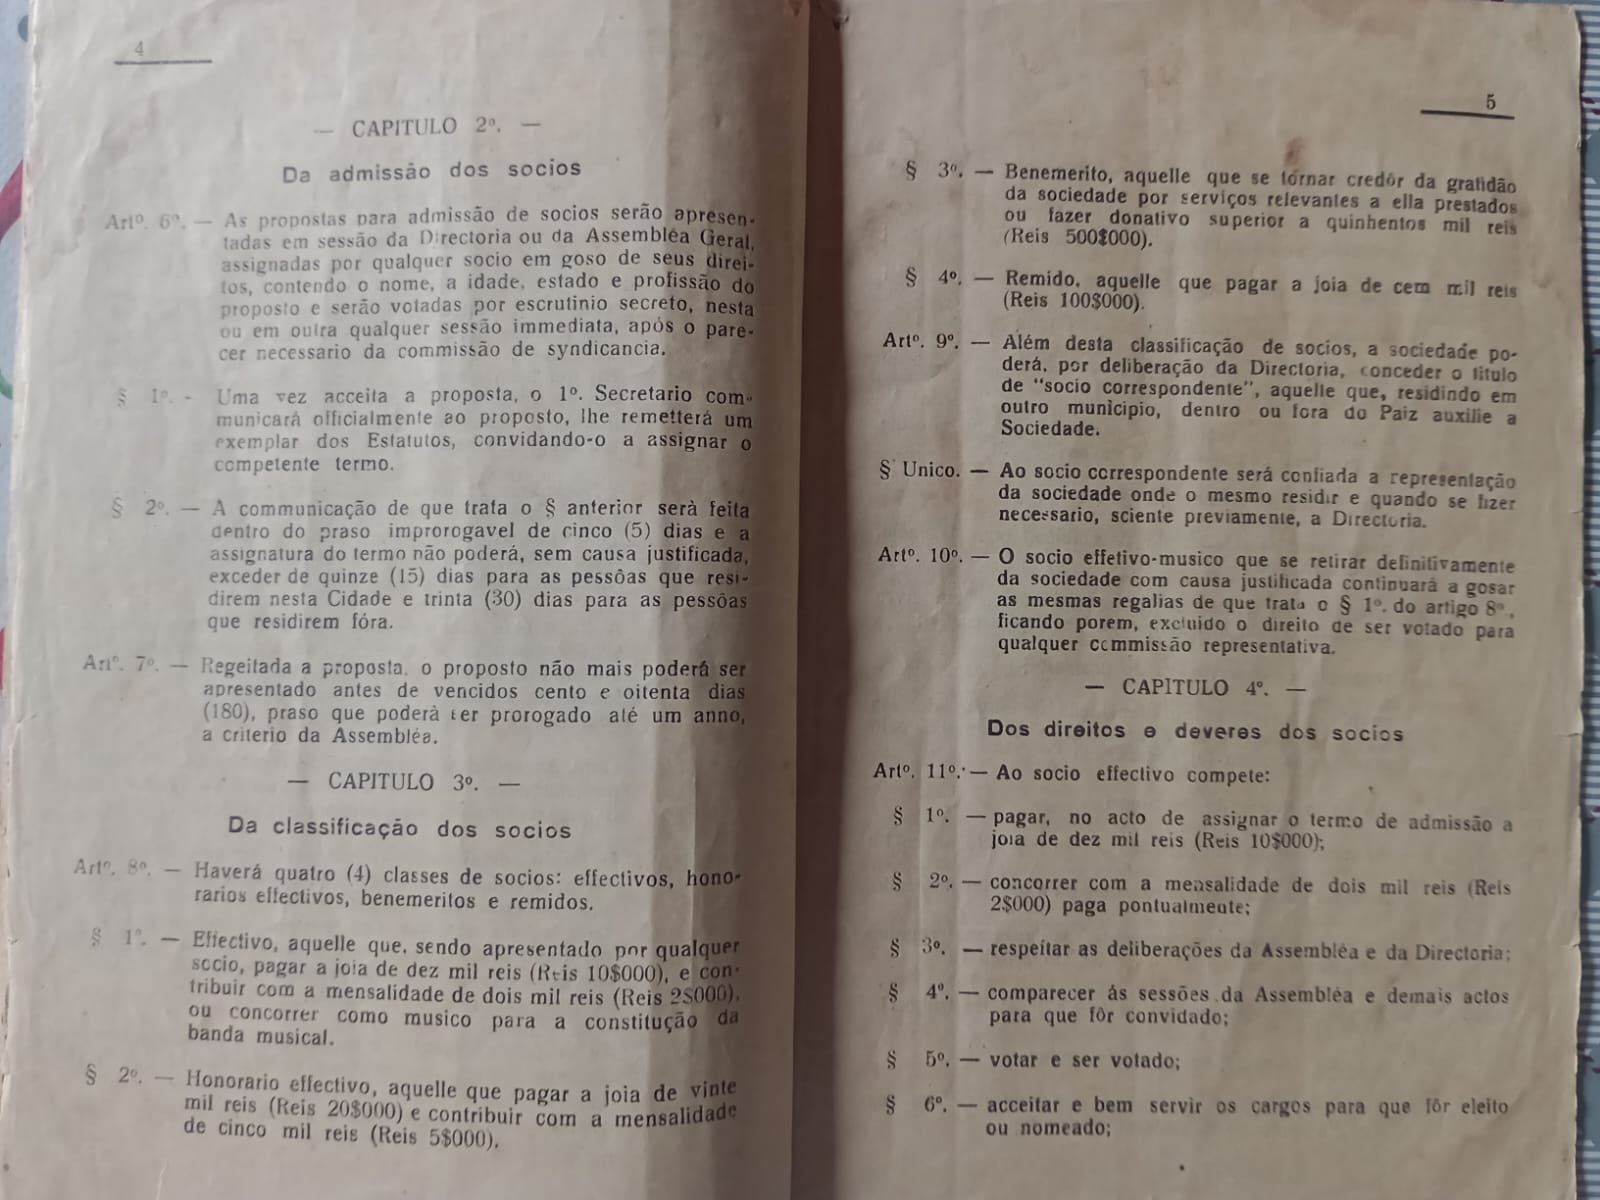 4
— CAPITULO 2º. —
Da admissão dos socios
Artº. 6º. — As propostas para admissão de socios serão apresen-
tadas em sessão da Directoria ou da Assembléa Geral,
assignadas por qualquer socio em goso de seus direi-
tos, contendo o nome, a idade, estado e profissão do
proposto e serão votadas por escrutinio secreto, nesta
ou em outra qualquer sessão immediata, após o pare-
cer necessario da commissão de syndicancia.
§ 1º. - Uma vez acceita a proposta, o 1º. Secretario com-
municará officialmente ao proposto, lhe remetterá um
exemplar dos Estatutos, convidando-o a assignar o
competente termo.
§ 2º. — A communicação de que trata o § anterior serà feita
dentro do praso improrogavel de cinco (5) dias e a
assignatura do termo não poderá, sem causa justificada,
exceder de quinze (15) dias para as pessôas que resi-
direm nesta Cidade e trinta (30) dias para as pessôas
que residirem fóra.
Artº. 7º. — Regeitada a proposta, o proposto não mais poderá ser
apresentado antes de vencidos cento e oitenta dias
(180), praso que poderà ser prorogado até um anno,
a criterio da Assembléa.
— CAPITULO 3º. —
Da classificação dos socios
Artº. 8º. — Haverá quatro (4) classes de socios: effectivos, hono-
rarios effectivos, benemeritos e remidos.
§ 1º. — Effectivo, aquelle que, sendo apresentado por qualquer
socio, pagar a joia de dez mil reis (Reis 10$000), e con-
tribuir com a mensalidade de dois mil reis (Reis 2$000),
ou concorrer como musico para a constitução da
banda musical.
§ 2º. — Honorario effectivo, aquelle que pagar a joia de vinte
mil reis (Reis 20$000) e contribuir com a mensalidade
de cinco mil reis (Reis 5$000).
5
§ 3º. — Benemerito, aquelle que se tornar credôr da gratidão
da sociedade por serviços relevantes a ella prestados
ou fazer donativo superior a quinhentos mil reis
(Reis 500$000).
§ 4º. — Remido, aquelle que pagar a joia de cem mil reis
(Reis 100$000).
Artº. 9º. — Além desta classificação de socios, a sociedade po-
derá, por deliberação da Directoria, conceder o titulo
de "socio correspondente", aquelle que, residindo em
outro municipio, dentro ou fora do Paiz auxilie a
Sociedade.
§ Unico. — Ao socio correspondente será confiada a representação
da sociedade onde o mesmo residir e quando se fizer
necessario, sciente previamente, a Directoria.
Artº. 10º. — O socio effetivo-musico que se retirar definitivamente
da sociedade com causa justificada continuará a gosar
as mesmas regalias de que trata o § 1º. do artigo 8º.,
ficando porem, excluido o direito de ser votado para
qualquer commissão representativa.
— CAPITULO 4º. —
Dos direitos e deveres dos socios
Artº. 11º. — Ao socio effectivo compete:
§ 1º. — pagar, no acto de assignar o termo de admissão a
joia de dez mil reis (Reis 10$000);
§ 2º. — concorrer com a mensalidade de dois mil reis (Reis
2$000) paga pontualmente;
§ 3º. — respeitar as deliberações da Assembléa e da Directoria;
§ 4º. — comparecer ás sessões da Assembléa e demais actos
para que fôr convidado;
§ 5º. — votar e ser votado;
§ 6º. — acceitar e bem servir os cargos para que fôr eleito
ou nomeado;